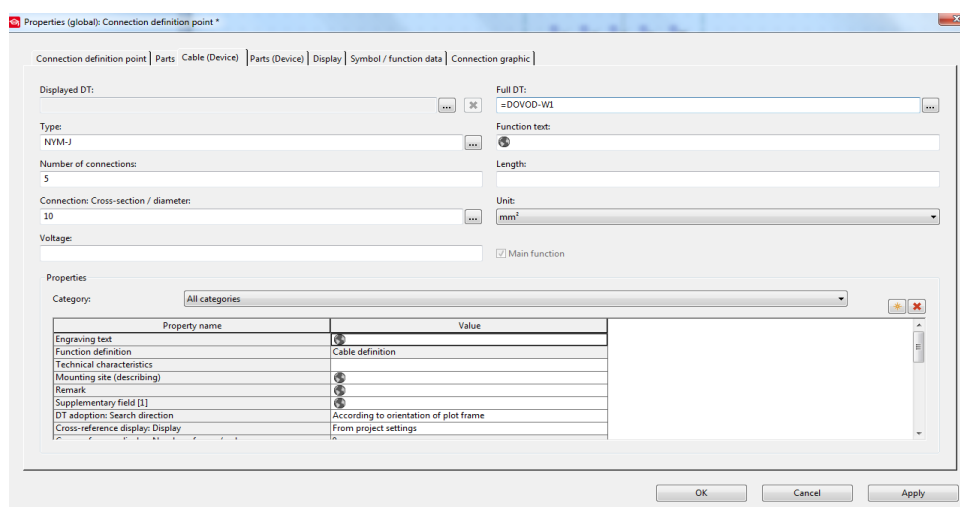 Properties (global): Connection definition point *
Connection definition point Parts Cable (Device) Parts (Device) Display Symbol / function data Connection graphic
Displayed DT: Full DT:
... =DOVOD-W1 ...
Type: Function text:
NYM-J ...
Number of connections: Length:
5
Connection: Cross-section / diameter: Unit:
10 ... mm²
Voltage:
Main function
Properties
Category: All categories
Property name Value
Engraving text
Function definition Cable definition
Technical characteristics
Mounting site (describing)
Remark
Supplementary field [1]
DT adoption: Search direction According to orientation of plot frame
Cross-reference display: Display From project settings
OK Cancel Apply